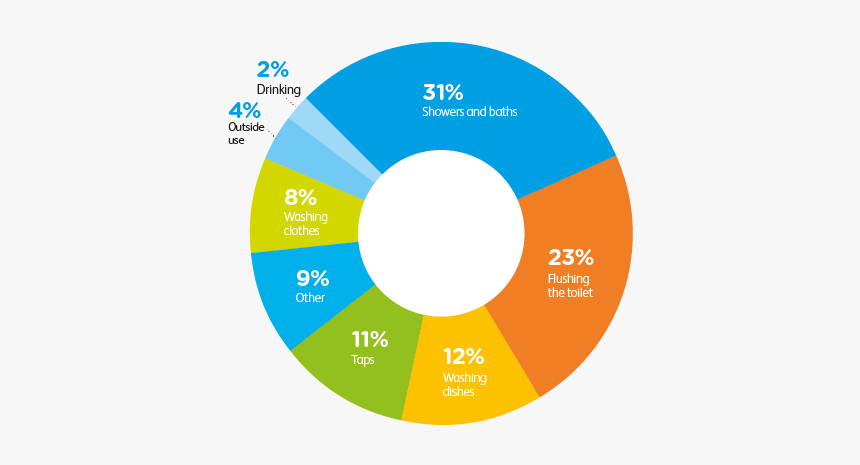 2%
Drinking
4%
Outside
use
31%
Showers and baths
8%
Washing
clothes
23%
Flushing
the toilet
9%
Other
11%
Taps
12%
Washing
dishes